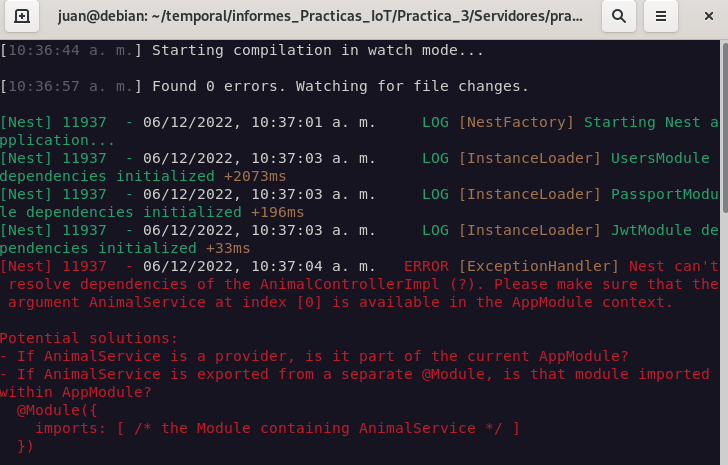 juan@debian: ~/temporal/informes_Practicas_IoT/Practica_3/Servidores/pra...
[10:36:44 a. m.] Starting compilation in watch mode...
[10:36:57 a. m.] Found 0 errors. Watching for file changes.
[Nest] 11937  - 06/12/2022, 10:37:01 a. m.     LOG [NestFactory] Starting Nest a
pplication...
[Nest] 11937  - 06/12/2022, 10:37:03 a. m.     LOG [InstanceLoader] UsersModule
dependencies initialized +2073ms
[Nest] 11937  - 06/12/2022, 10:37:03 a. m.     LOG [InstanceLoader] PassportModu
le dependencies initialized +196ms
[Nest] 11937  - 06/12/2022, 10:37:03 a. m.     LOG [InstanceLoader] JwtModule de
pendencies initialized +33ms
[Nest] 11937  - 06/12/2022, 10:37:04 a. m.   ERROR [ExceptionHandler] Nest can't
 resolve dependencies of the AnimalControllerImpl (?). Please make sure that the
 argument AnimalService at index [0] is available in the AppModule context.
Potential solutions:
- If AnimalService is a provider, is it part of the current AppModule?
- If AnimalService is exported from a separate @Module, is that module imported
within AppModule?
  @Module({
    imports: [ /* the Module containing AnimalService */ ]
  })